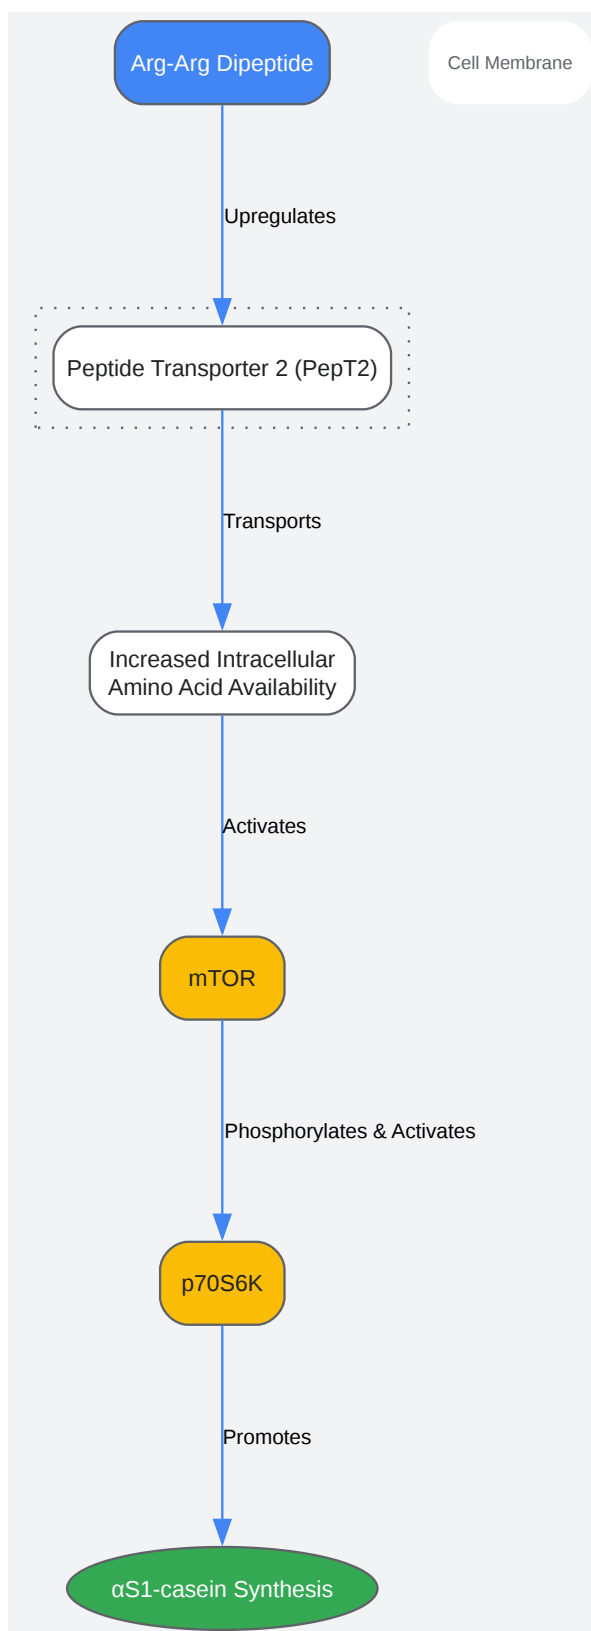 Arg-Arg Dipeptide
Cell Membrane
Upregulates
Peptide Transporter 2 (PepT2)
Transports
Increased Intracellular
Amino Acid Availability
Activates
mTOR
Phosphorylates & Activates
p70S6K
Promotes
αS1-casein Synthesis